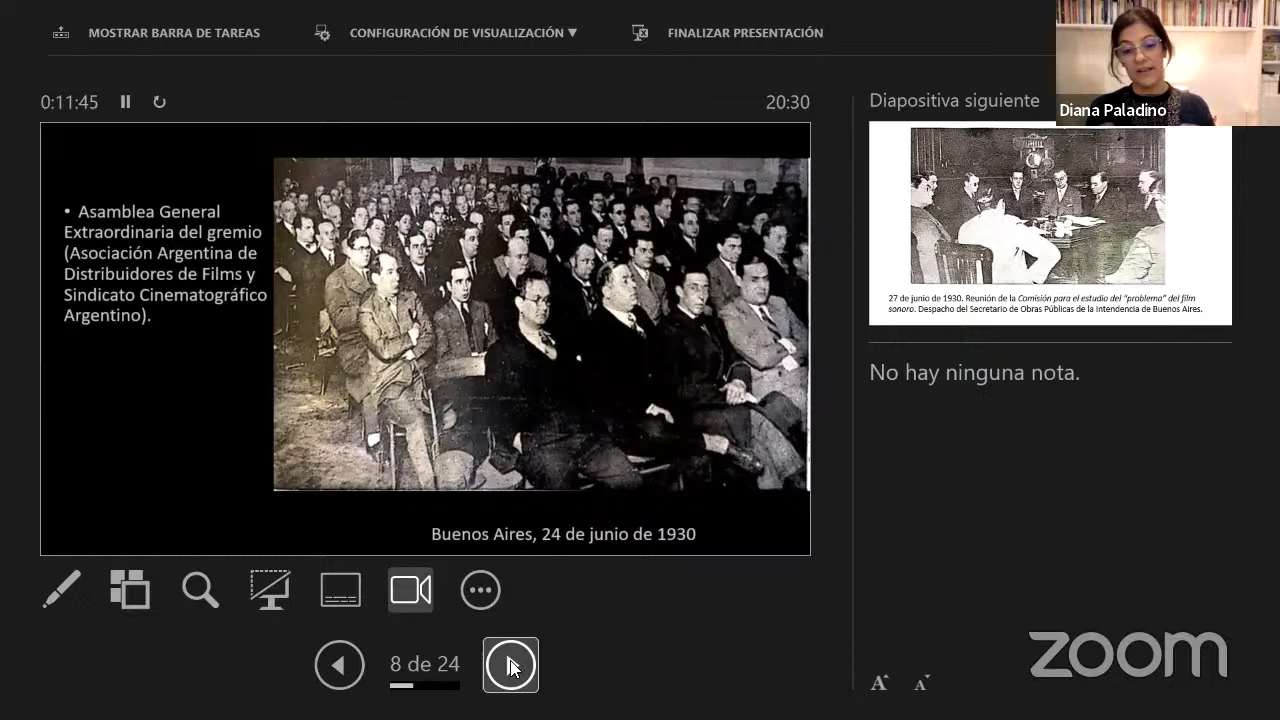 MOSTRAR BARRA DE TAREAS
CONFIGURACIÓN DE VISUALIZACIÓN ▼
FINALIZAR PRESENTACIÓN
0:11:45
20:30
Diapositiva siguiente
Diana Paladino
• Asamblea General
Extraordinaria del gremio
(Asociación Argentina de
Distribuidores de Films y
Sindicato Cinematográfico
Argentino).
Buenos Aires, 24 de junio de 1930
27 de junio de 1930. Reunión de la Comisión para el estudio del "problema" del film
sonoro. Despacho del Secretario de Obras Públicas de la Intendencia de Buenos Aires.
No hay ninguna nota.
8 de 24
A A
zoom